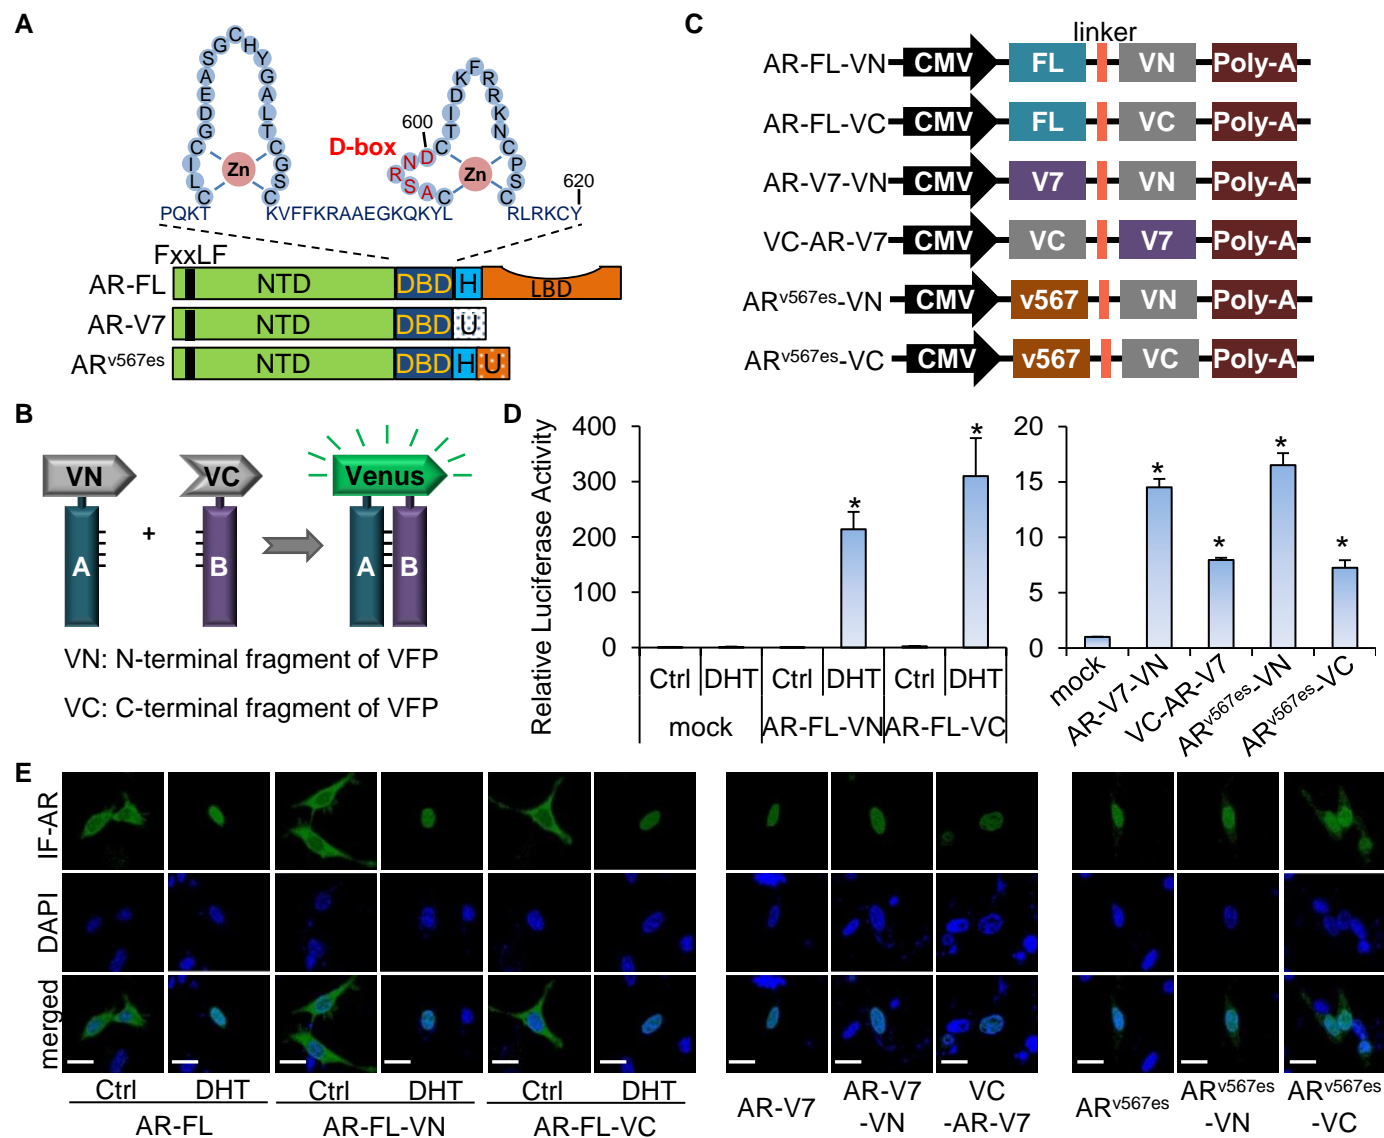 A
C L I C G D E A S G C H Y G A L T C G S C
Zn
PQKT
KVFFKRAAEGKQKYL
D-box
600
C A S R N D C T I D K F R R K N C P S C
Zn
620
RLRKCY
FxxLF
AR-FL NTD DBD H LBD
AR-V7 NTD DBD U
ARv567es NTD DBD H U
B
VN + VC Venus
A B A B
VN: N-terminal fragment of VFP
VC: C-terminal fragment of VFP
C
linker
AR-FL-VN CMV FL VN Poly-A
AR-FL-VC CMV FL VC Poly-A
AR-V7-VN CMV V7 VN Poly-A
VC-AR-V7 CMV VC V7 Poly-A
ARv567es-VN CMV v567 VN Poly-A
ARv567es-VC CMV v567 VC Poly-A
D
Relative Luciferase Activity
400
300
200
100
0
* *
Ctrl DHT Ctrl DHT Ctrl DHT
mock AR-FL-VN AR-FL-VC
20
15
10
5
0
* * * *
mock
AR-V7-VN
VC-AR-V7
ARv567es-VN
ARv567es-VC
E
IF-AR
DAPI
merged
Ctrl DHT Ctrl DHT Ctrl DHT
AR-FL AR-FL-VN AR-FL-VC
AR-V7
AR-V7
-VN
VC
-AR-V7
ARv567es
ARv567es
-VN
ARv567es
-VC